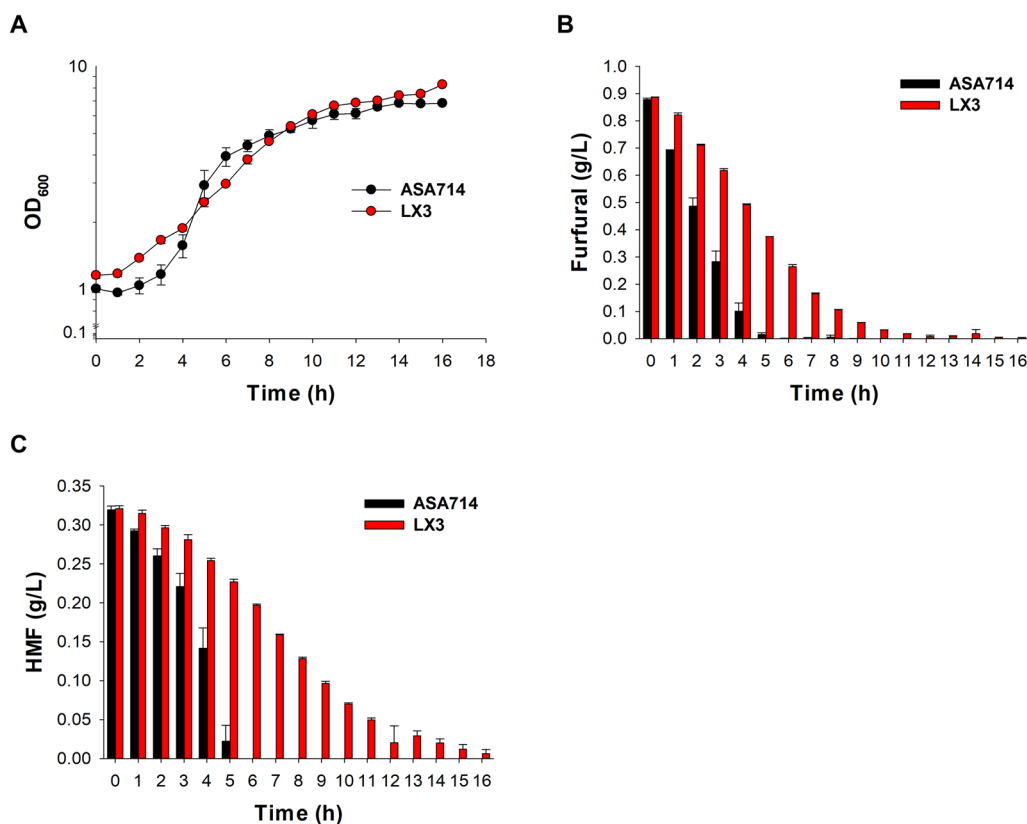 A
10
1
0.1
OD600
ASA714
LX3
0 2 4 6 8 10 12 14 16 18
Time (h)
B
1.0
0.9
0.8
0.7
0.6
0.5
0.4
0.3
0.2
0.1
0.0
Furfural (g/L)
ASA714
LX3
0 1 2 3 4 5 6 7 8 9 10 11 12 13 14 15 16
Time (h)
C
0.35
0.30
0.25
0.20
0.15
0.10
0.05
0.00
HMF (g/L)
ASA714
LX3
0 1 2 3 4 5 6 7 8 9 10 11 12 13 14 15 16
Time (h)